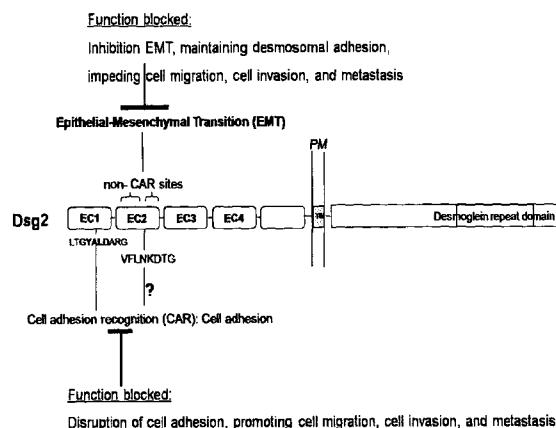 Function blocked:
Inhibition EMT, maintaining desmosomal adhesion,
impeding cell migration, cell invasion, and metastasis
Epithelial-Mesenchymal Transition (EMT)
PM
non- CAR sites
Dsg2
EC1
EC2
EC3
EC4
Desmoglein repeat domain
LTGYALDARG
VFLNKDTG
?
Cell adhesion recognition (CAR): Cell adhesion
Function blocked:
Disruption of cell adhesion, promoting cell migration, cell invasion, and metastasis